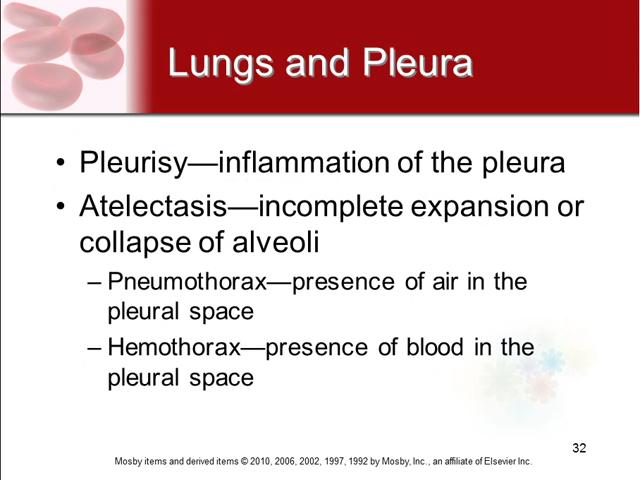 Lungs and Pleura
• Pleurisy—inflammation of the pleura
• Atelectasis—incomplete expansion or
collapse of alveoli
– Pneumothorax—presence of air in the
pleural space
– Hemothorax—presence of blood in the
pleural space
32
Mosby items and derived items © 2010, 2006, 2002, 1997, 1992 by Mosby, Inc., an affiliate of Elsevier Inc.